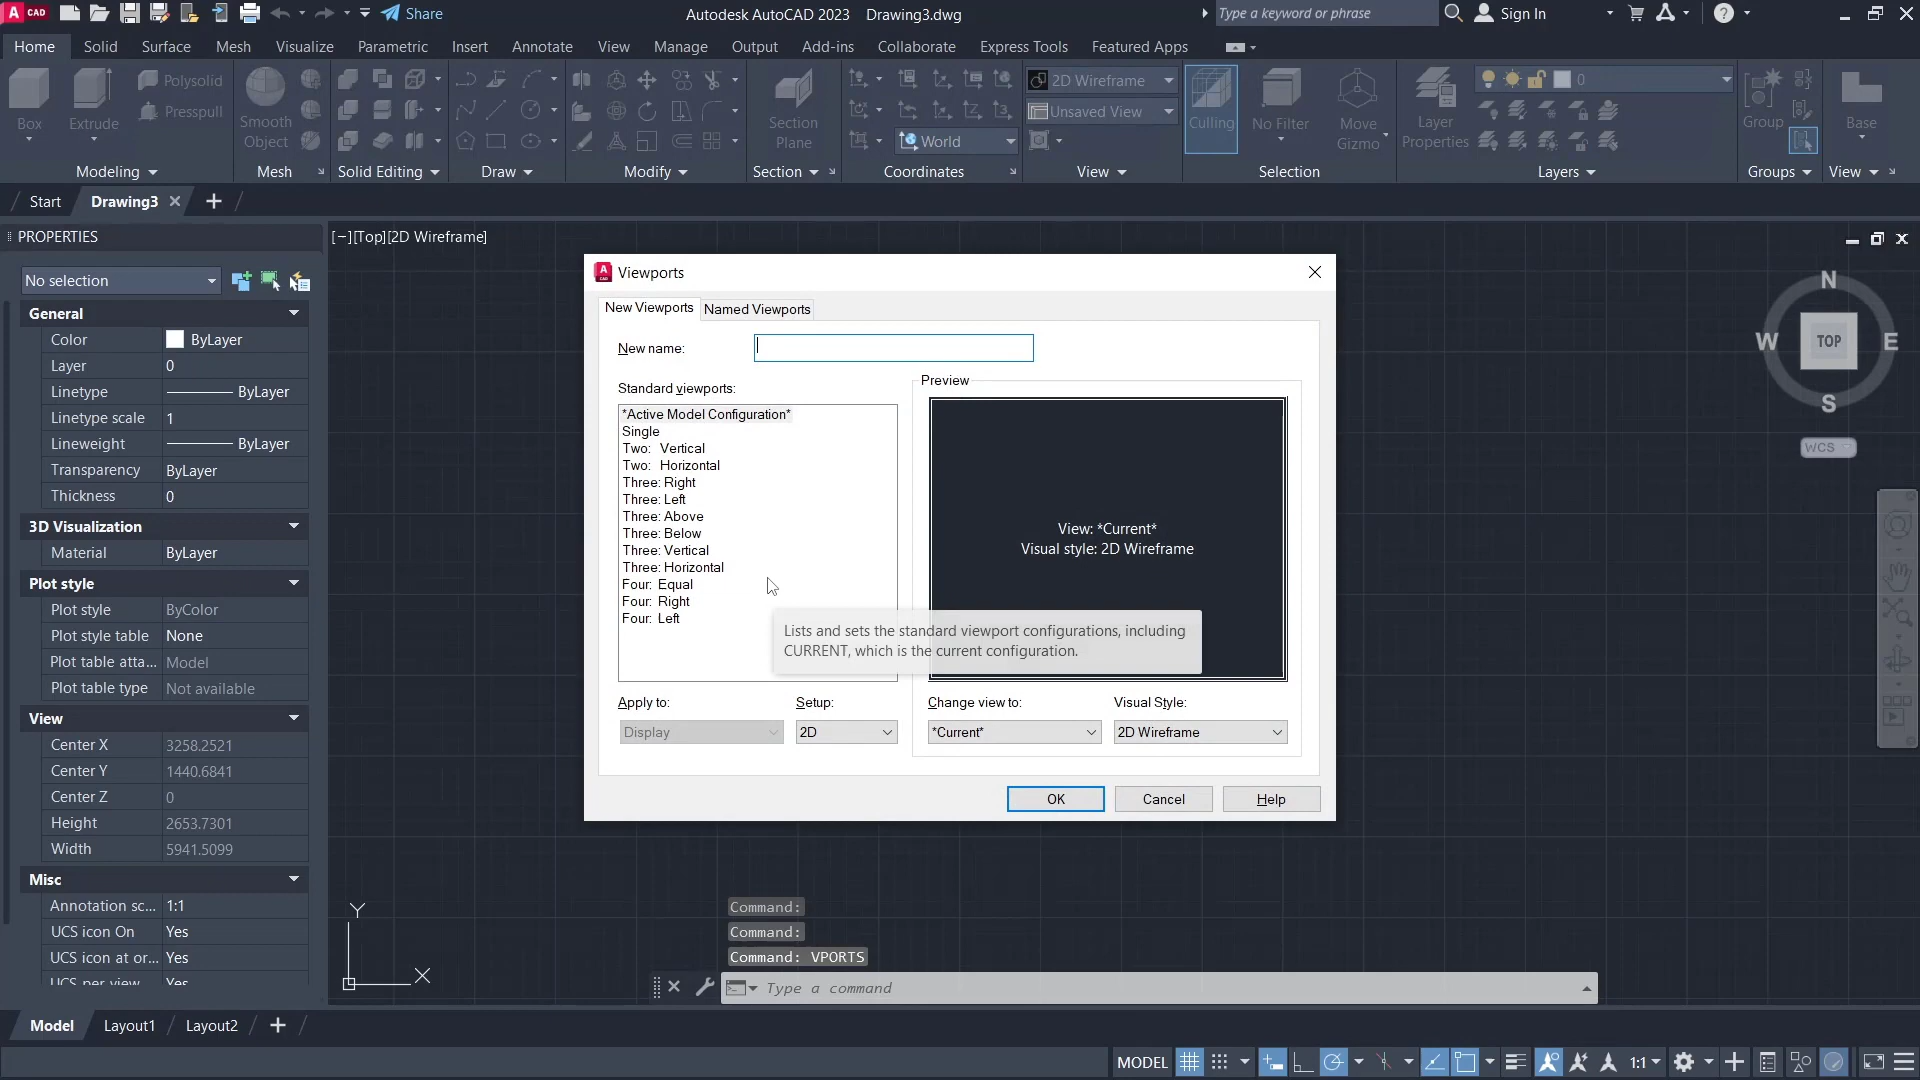 CAD
Share
Autodesk AutoCAD 2023 Drawing3.dwg
Type a keyword or phrase
Sign In
Home Solid Surface Mesh Visualize Parametric Insert Annotate View Manage Output Add-ins Collaborate Express Tools Featured Apps
Box
Extrude
Polysolid
Presspull
Smooth
Object
Section
Plane
World
2D Wireframe
Unsaved View
Culling
No Filter
Move
Gizmo
Layer
Properties
0
Group
Base
Modeling
Mesh
Solid Editing
Draw
Modify
Section
Coordinates
View
Selection
Layers
Groups
View
Start
Drawing3
PROPERTIES
No selection
General
Color ByLayer
Layer 0
Linetype ByLayer
Linetype scale 1
Lineweight ByLayer
Transparency ByLayer
Thickness 0
3D Visualization
Material ByLayer
Plot style
Plot style ByColor
Plot style table None
Plot table atta... Model
Plot table type Not available
View
Center X 3258.2521
Center Y 1440.6841
Center Z 0
Height 2653.7301
Width 5941.5099
Misc
Annotation sc... 1:1
UCS icon On Yes
UCS icon at or... Yes
UCS per view Yes
[−][Top][2D Wireframe]
Viewports
New Viewports
Named Viewports
New name:
Standard viewports:
*Active Model Configuration*
Single
Two: Vertical
Two: Horizontal
Three: Right
Three: Left
Three: Above
Three: Below
Three: Vertical
Three: Horizontal
Four: Equal
Four: Right
Four: Left
Preview
View: *Current*
Visual style: 2D Wireframe
Lists and sets the standard viewport configurations, including
CURRENT, which is the current configuration.
Apply to:
Display
Setup:
2D
Change view to:
*Current*
Visual Style:
2D Wireframe
OK
Cancel
Help
N
W
TOP
E
S
WCS
Y
X
Command:
Command:
Command: VPORTS
Type a command
Model
Layout1
Layout2
MODEL
1:1